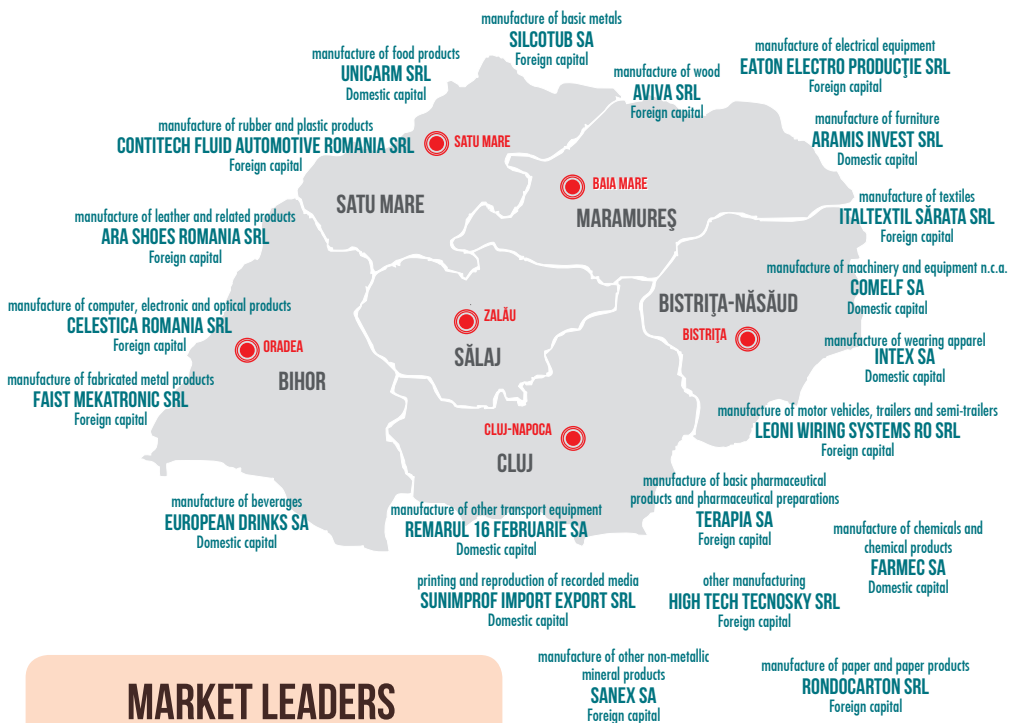 manufacture of basic metals
SILCOTUB SA
Foreign capital
manufacture of food products
UNICARM SRL
Domestic capital
manufacture of wood
AVIVA SRL
Foreign capital
manufacture of electrical equipment
EATON ELECTRO PRODUCŢIE SRL
Foreign capital
manufacture of rubber and plastic products
CONTITECH FLUID AUTOMOTIVE ROMANIA SRL
Foreign capital
manufacture of furniture
ARAMIS INVEST SRL
Domestic capital
SATU MARE
BAIA MARE
SATU MARE
MARAMUREŞ
manufacture of leather and related products
ARA SHOES ROMANIA SRL
Foreign capital
manufacture of textiles
ITALTEXTIL SĂRATA SRL
Foreign capital
manufacture of machinery and equipment n.c.a.
COMELF SA
Domestic capital
manufacture of computer, electronic and optical products
CELESTICA ROMANIA SRL
Foreign capital
ZALĂU
SĂLAJ
BISTRIŢA-NĂSĂUD
BISTRIŢA
ORADEA
BIHOR
manufacture of wearing apparel
INTEX SA
Domestic capital
manufacture of fabricated metal products
FAIST MEKATRONIC SRL
Foreign capital
manufacture of motor vehicles, trailers and semi-trailers
LEONI WIRING SYSTEMS RO SRL
Foreign capital
CLUJ-NAPOCA
CLUJ
manufacture of beverages
EUROPEAN DRINKS SA
Domestic capital
manufacture of other transport equipment
REMARUL 16 FEBRUARIE SA
Domestic capital
manufacture of basic pharmaceutical
products and pharmaceutical preparations
TERAPIA SA
Foreign capital
manufacture of chemicals and
chemical products
FARMEC SA
Domestic capital
printing and reproduction of recorded media
SUNIMPROF IMPORT EXPORT SRL
Domestic capital
other manufacturing
HIGH TECH TECNOSKY SRL
Foreign capital
manufacture of other non-metallic
mineral products
SANEX SA
Foreign capital
manufacture of paper and paper products
RONDOCARTON SRL
Foreign capital
MARKET LEADERS